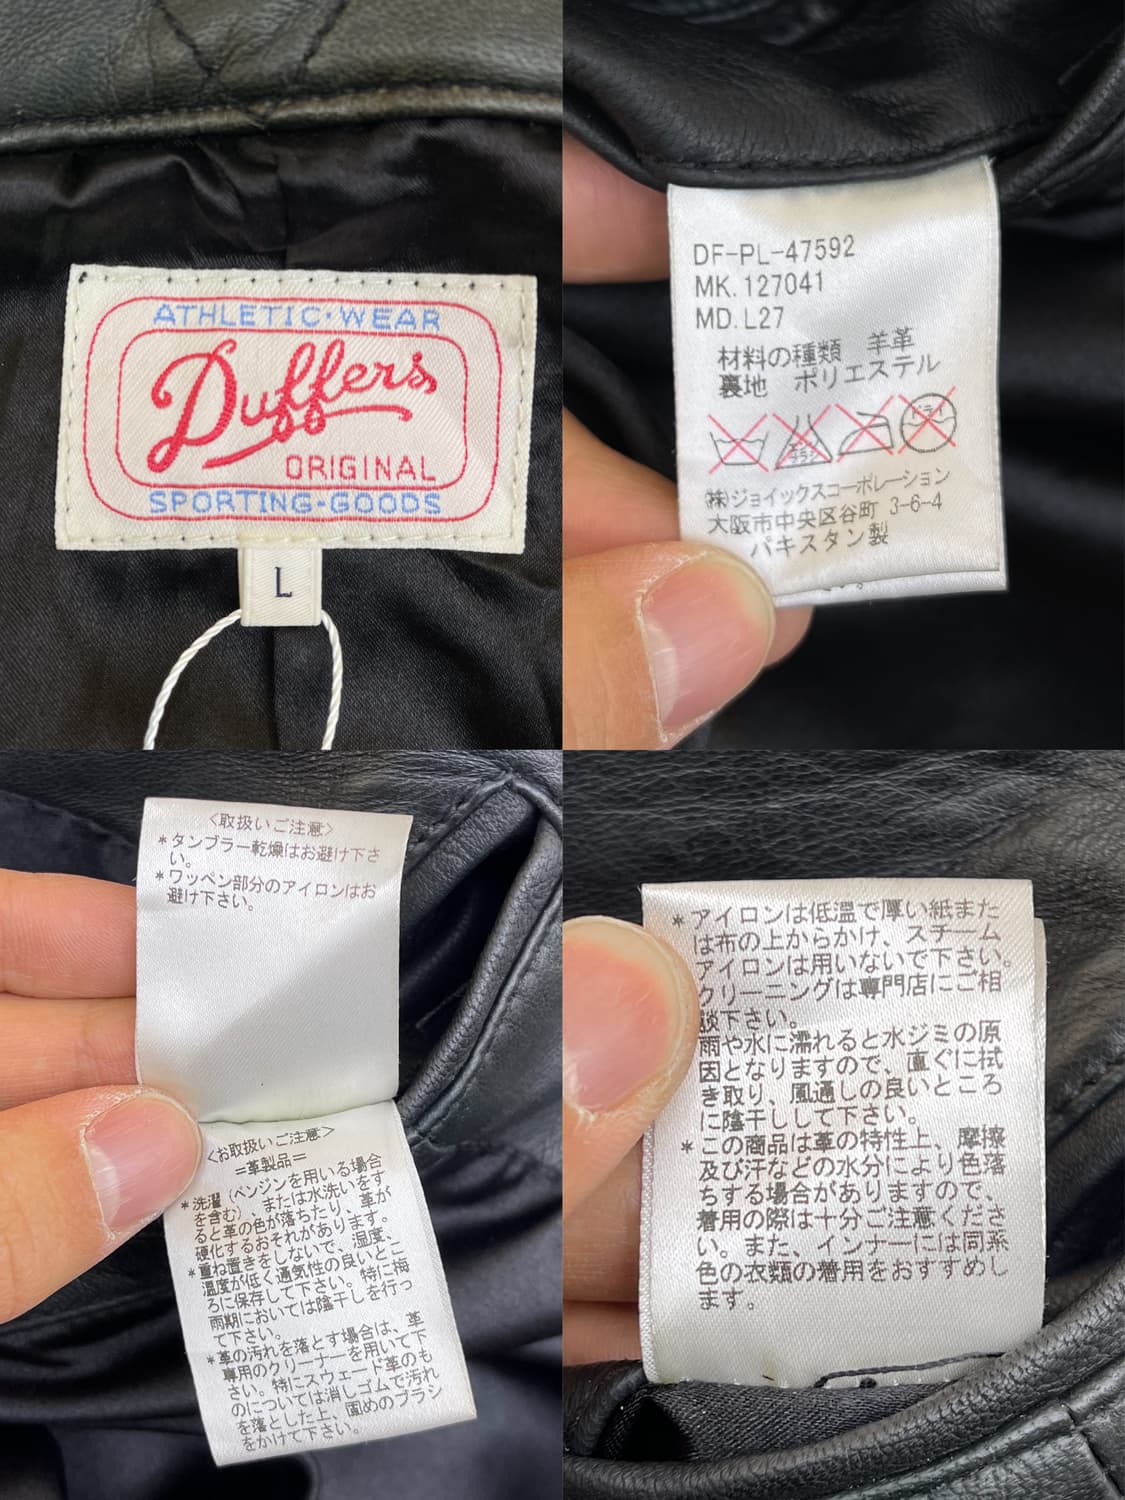 ATHLETIC·WEAR
Duffers
ORIGINAL
SPORTING-GOODS
L
DF-PL-47592
MK.127041
MD.L27
材料の種類 羊革
裏地 ポリエステル
エンソサラシ
ドライ
㈱ジョイックスコーポレーション
大阪市中央区谷町 3-6-4
パキスタン製
〈取扱いご注意〉
*タンブラー乾燥はお避け下さ
い。
*ワッペン部分のアイロンはお
避け下さい。
〈お取扱いご注意〉
=革製品=
*洗濯(ベンジンを用いる場合
を含む)、または水洗いをす
ると革の色が落ちたり、革が
硬化するおそれがあります。
*重ね置きをしないで、湿度、
温度が低く通気性の良いとこ
ろに保存して下さい。特に梅
雨期においては陰干しを行っ
て下さい。
*革の汚れを落とす場合は、革
専用のクリーナーを用いて下
さい。特にスウェード革のも
のについては消しゴムで汚れ
を落とした上、固めのブラシ
をかけて下さい。
*アイロンは低温で厚い紙また
は布の上からかけ、スチーム
アイロンは用いないで下さい。
クリーニングは専門店にご相
談下さい。
雨や水に濡れると水ジミの原
因となりますので、直ぐに拭
き取り、風通しの良いところ
に陰干しして下さい。
*この商品は革の特性上、摩擦
及び汗などの水分により色落
ちする場合がありますので、
着用の際は十分ご注意くださ
い。また、インナーには同系
色の衣類の着用をおすすめし
ます。